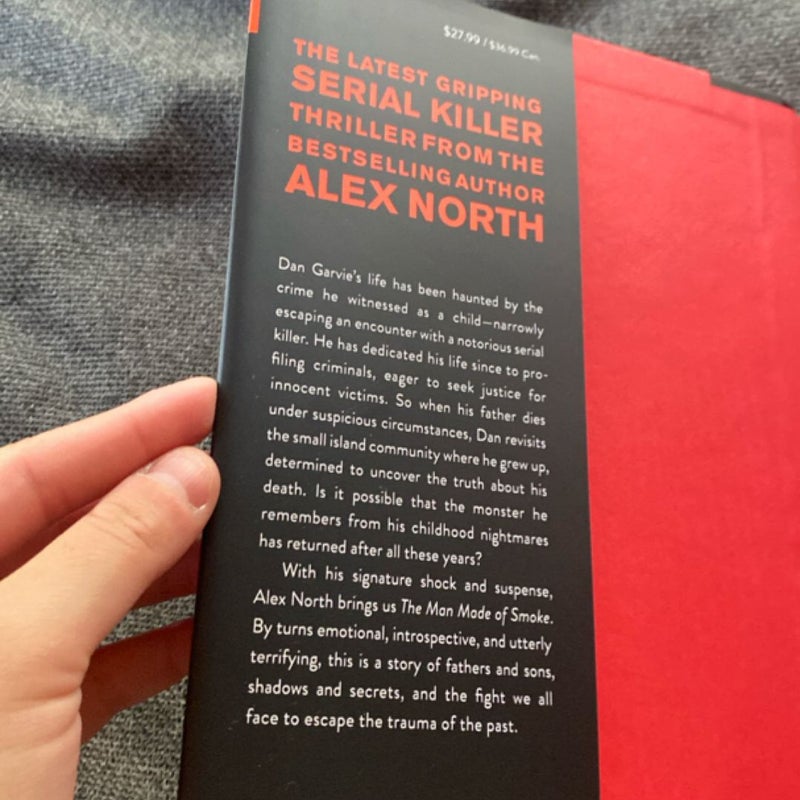 $27.99 / $36.99 Can.
THE LATEST GRIPPING
SERIAL KILLER
THRILLER FROM THE
BESTSELLING AUTHOR
ALEX NORTH
Dan Garvie's life has been haunted by the
crime he witnessed as a child—narrowly
escaping an encounter with a notorious serial
killer. He has dedicated his life since to pro-
filing criminals, eager to seek justice for
innocent victims. So when his father dies
under suspicious circumstances, Dan revisits
the small island community where he grew up,
determined to uncover the truth about his
death. Is it possible that the monster he
remembers from his childhood nightmares
has returned after all these years?
With his signature shock and suspense,
Alex North brings us The Man Made of Smoke.
By turns emotional, introspective, and utterly
terrifying, this is a story of fathers and sons,
shadows and secrets, and the fight we all
face to escape the trauma of the past.